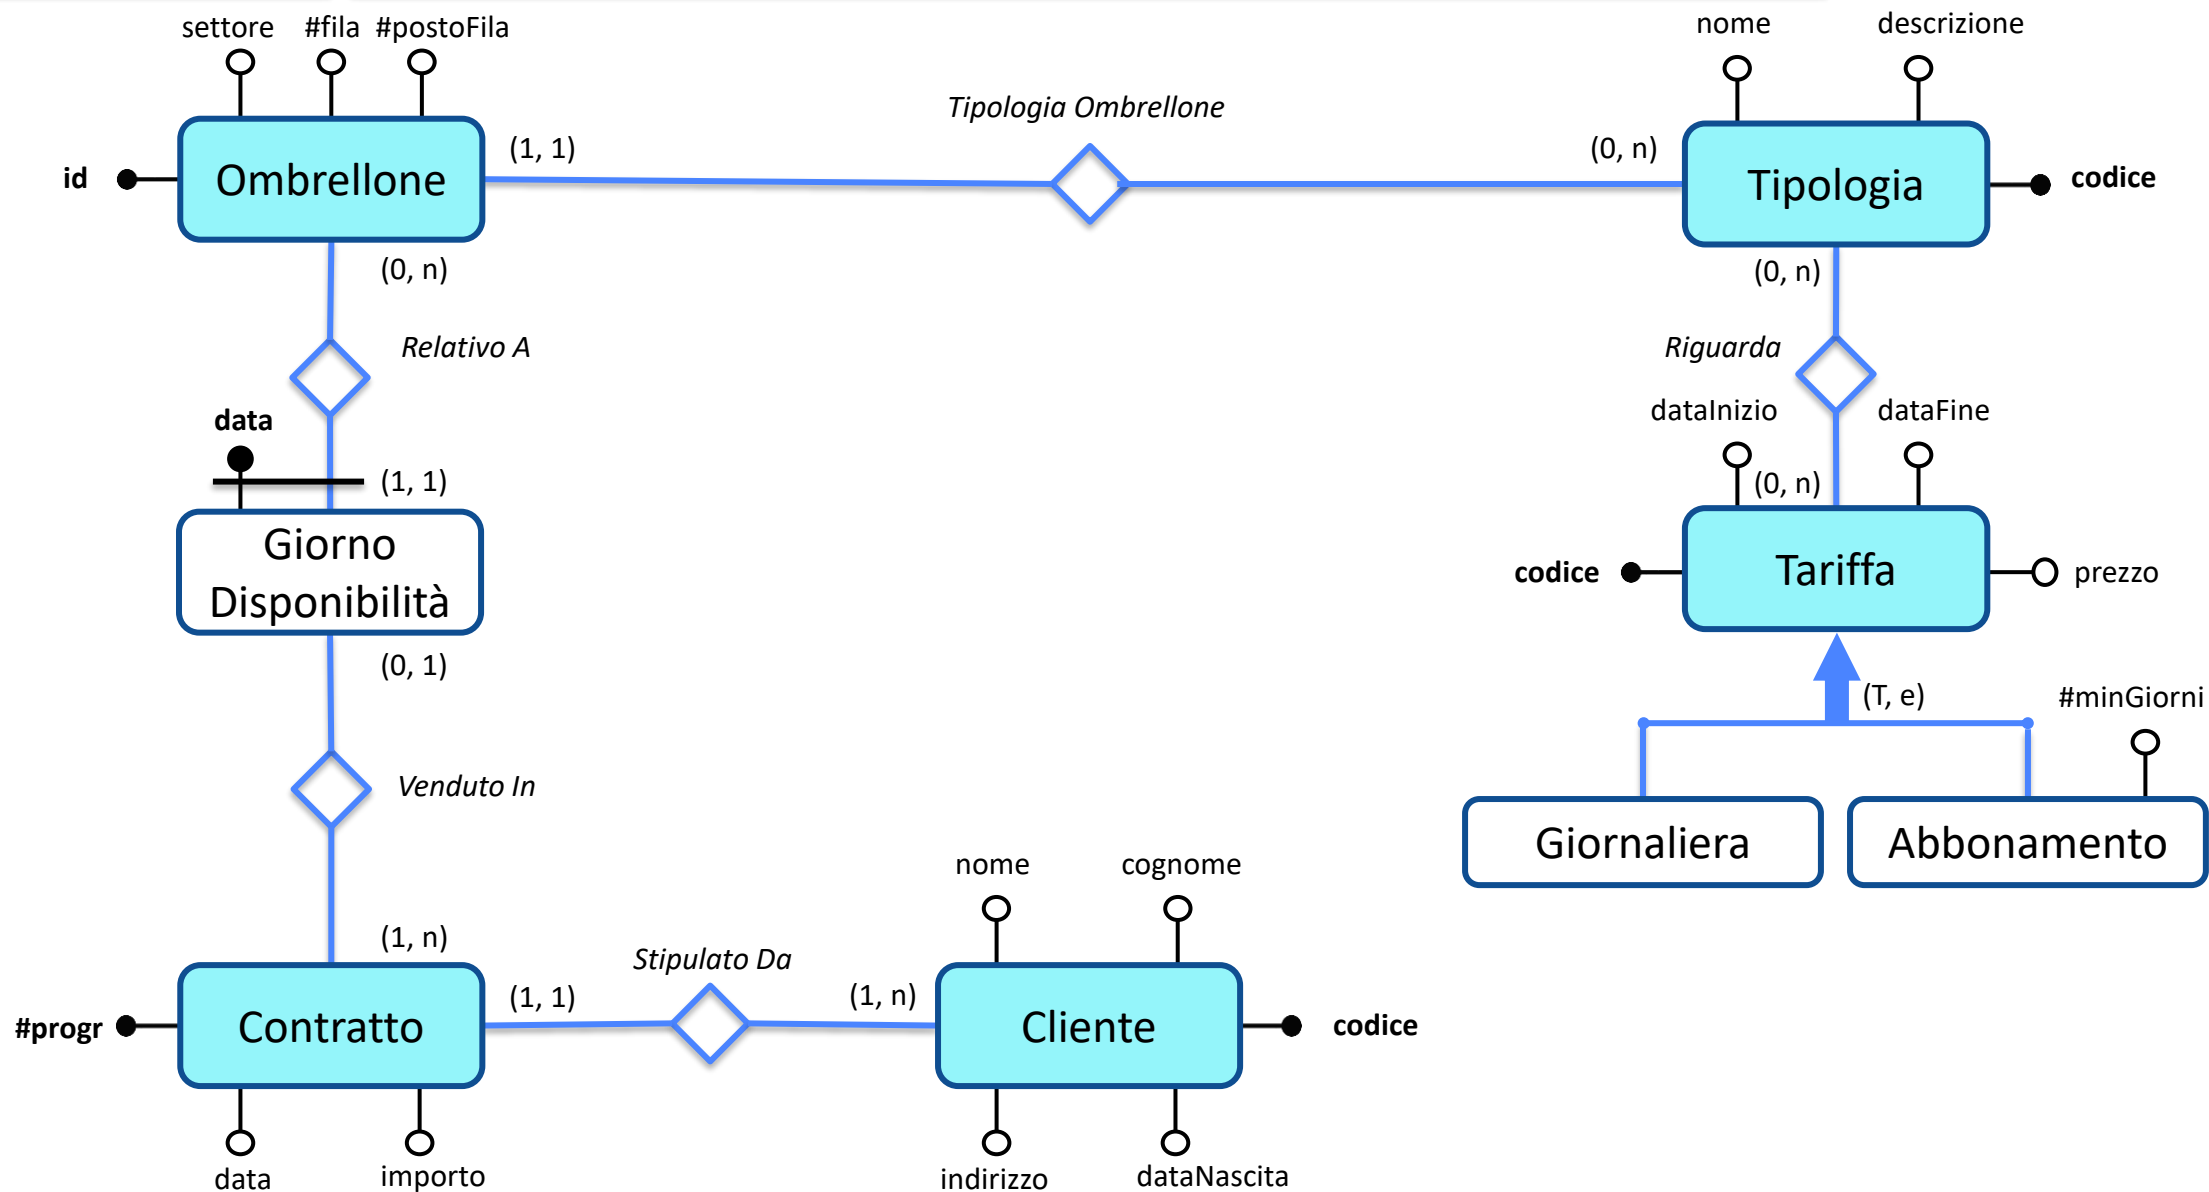 settore #fila #postoFila
nome descrizione
Tipologia Ombrellone
(1, 1)
(0, n)
id
Ombrellone
Tipologia
codice
(0, n)
(0, n)
Relativo A
Riguarda
data
dataInizio
dataFine
(1, 1)
(0, n)
Giorno
Disponibilità
codice
Tariffa
prezzo
(0, 1)
(T, e)
#minGiorni
Venduto In
Giornaliera
Abbonamento
nome
cognome
(1, n)
Stipulato Da
(1, 1)
(1, n)
#progr
Contratto
Cliente
codice
data
importo
indirizzo
dataNascita